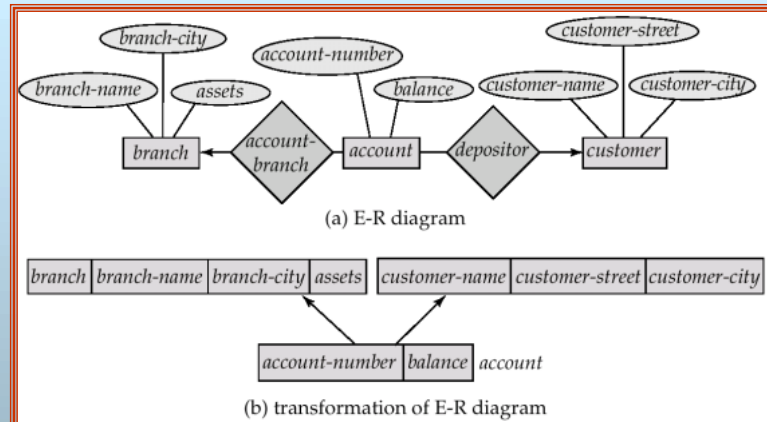 branch-city
customer-street
account-number
branch-name
assets
balance
customer-name
customer-city
branch
account-
branch
account
depositor
customer
(a) E-R diagram
branch branch-name branch-city assets customer-name customer-street customer-city
account-number balance account
(b) transformation of E-R diagram